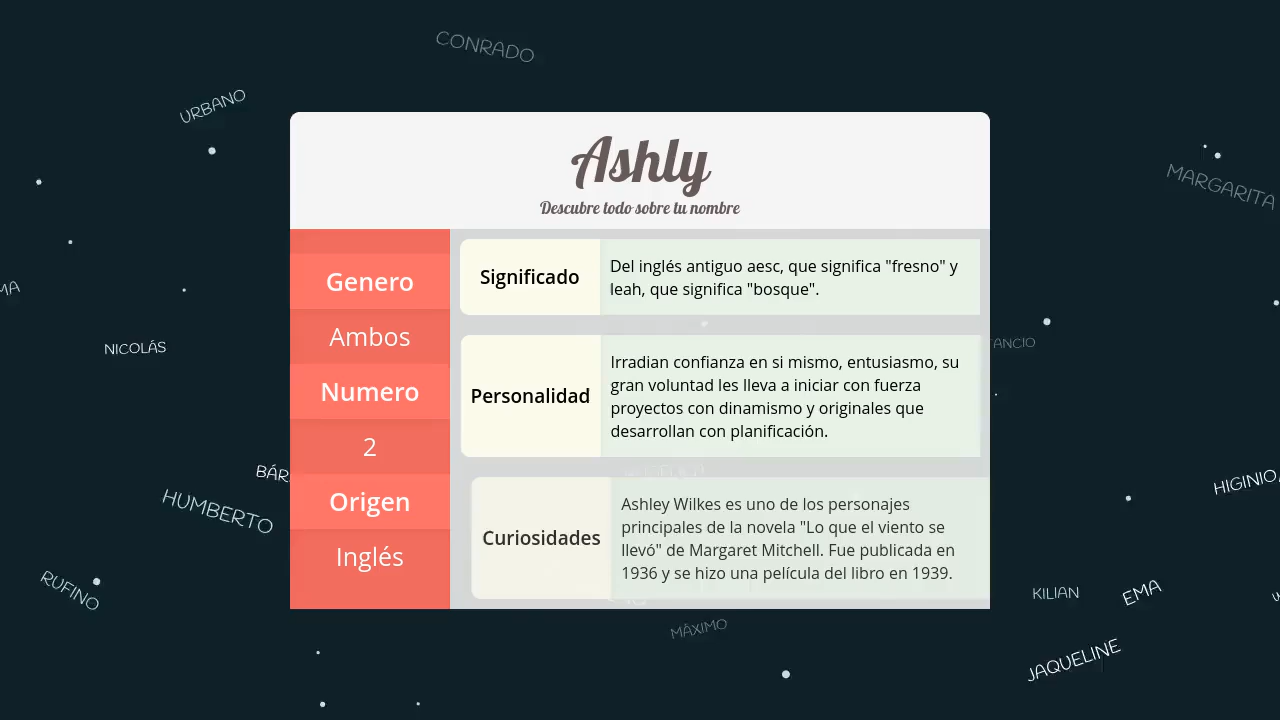 CONRADO
URBANO
MARGARITA
NICOLÁS
HUMBERTO
RUFINO
Ashly
Descubre todo sobre tu nombre
Genero
Ambos
Numero
2
Origen
Inglés
Significado
Del inglés antiguo aesc, que significa "fresno" y
leah, que significa "bosque".
Personalidad
Irradian confianza en si mismo, entusiasmo, su
gran voluntad les lleva a iniciar con fuerza
proyectos con dinamismo y originales que
desarrollan con planificación.
Curiosidades
Ashley Wilkes es uno de los personajes
principales de la novela "Lo que el viento se
llevó" de Margaret Mitchell. Fue publicada en
1936 y se hizo una película del libro en 1939.
HIGINIO
KILIAN
EMA
MÁXIMO
JAQUELINE